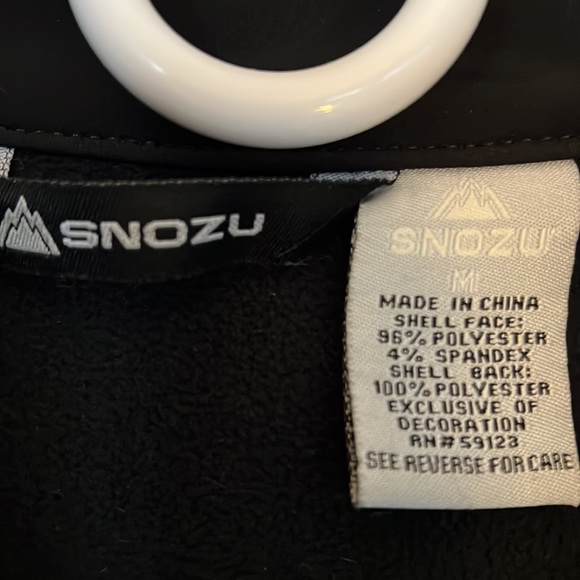 SNOZU
SNOZU
M
MADE IN CHINA
SHELL FACE:
96% POLYESTER
4% SPANDEX
SHELL BACK:
100% POLYESTER
EXCLUSIVE OF
DECORATION
RN# 59123
SEE REVERSE FOR CARE